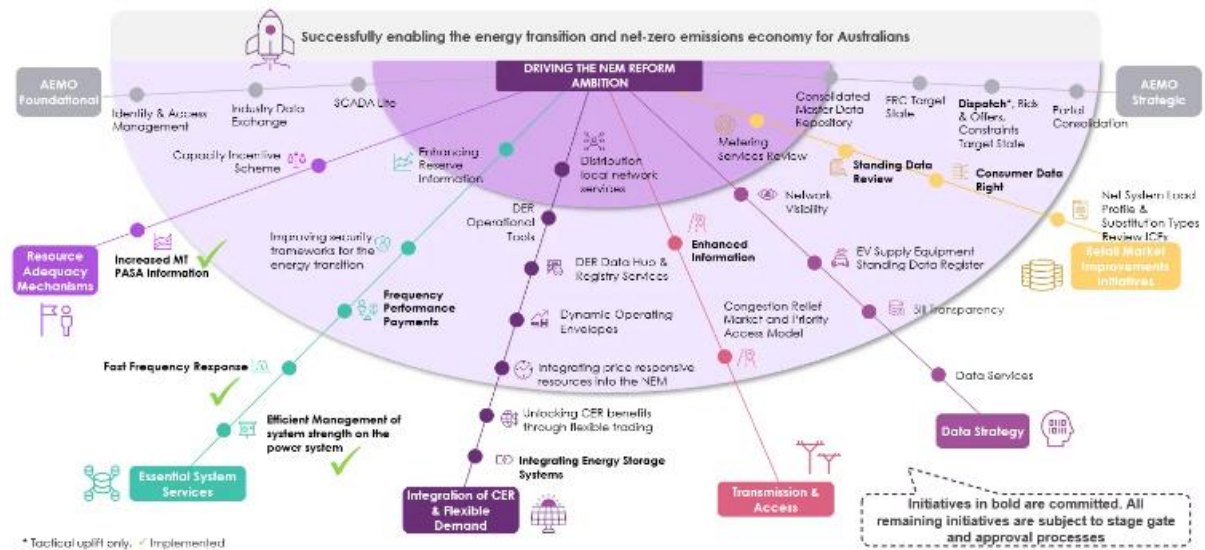 Successfully enabling the energy transition and net-zero emissions economy for Australians
DRIVING THE NEM REFORM
AMBITION
AEMO
Foundational
Identity & Access
Management
Industry Data
Exchange
SCADA Lite
Consolidated
Master Data
Repository
FRC Target
State
Dispatch*, Bids
& Offers,
Constraints
Target State
Portal
Consolidation
AEMO
Strategic
Capacity Incentive
Scheme
Increased MT
PASA Information
Resource
Adequacy
Mechanisms
Enhancing
Reserve
Information
Improving security
frameworks for the
energy transition
Frequency
Performance
Payments
Fast Frequency Response
Efficient Management of
system strength on the
power system
Essential System
Services
Distribution
local network
services
DER
Operational
Tools
DER Data Hub &
Registry Services
Dynamic Operating
Envelopes
Integrating price responsive
resources into the NEM
Unlocking CER benefits
through flexible trading
Integrating Energy Storage
Systems
Integration of CER
& Flexible
Demand
Enhanced
Information
Congestion Relief
Market and Priority
Access Model
Transmission &
Access
Network
Visibility
EV Supply Equipment
Standing Data Register
Bill Transparency
Data Services
Data Strategy
Metering
Services Review
Standing Data
Review
Consumer Data
Right
Net System Load
Profile &
Substitution Types
Review ICFs
Retail Market
Improvements
Initiatives
Initiatives in bold are committed. All
remaining initiatives are subject to stage gate
and approval processes
* Tactical uplift only. ✓ Implemented